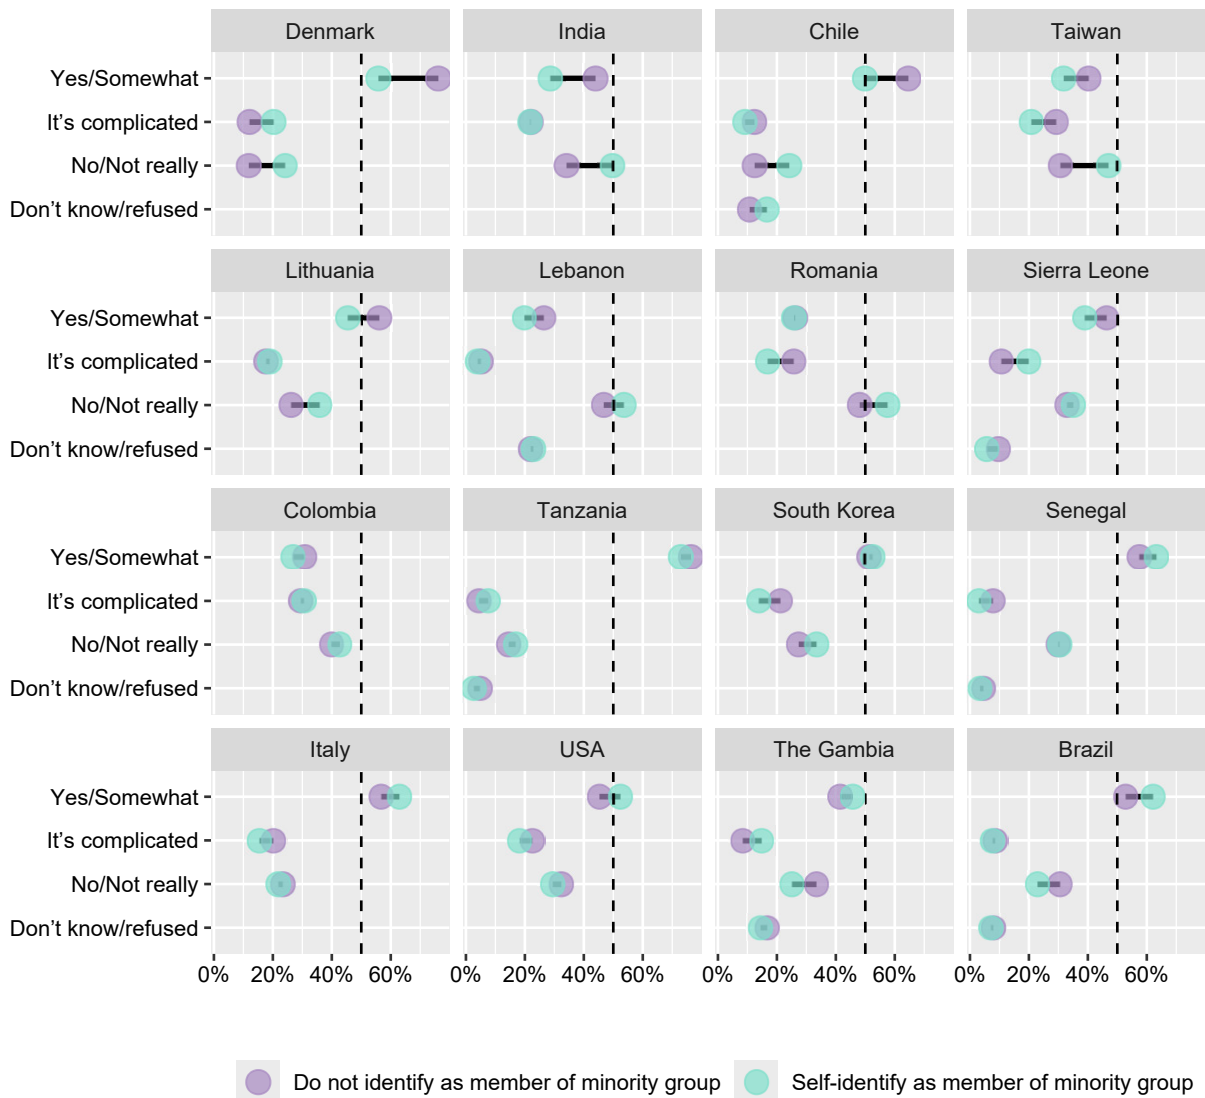 Denmark India Chile Taiwan
Yes/Somewhat
It’s complicated
No/Not really
Don’t know/refused
Lithuania Lebanon Romania Sierra Leone
Yes/Somewhat
It’s complicated
No/Not really
Don’t know/refused
Colombia Tanzania South Korea Senegal
Yes/Somewhat
It’s complicated
No/Not really
Don’t know/refused
Italy USA The Gambia Brazil
Yes/Somewhat
It’s complicated
No/Not really
Don’t know/refused
0% 20% 40% 60% 0% 20% 40% 60% 0% 20% 40% 60% 0% 20% 40% 60%
Do not identify as member of minority group Self-identify as member of minority group